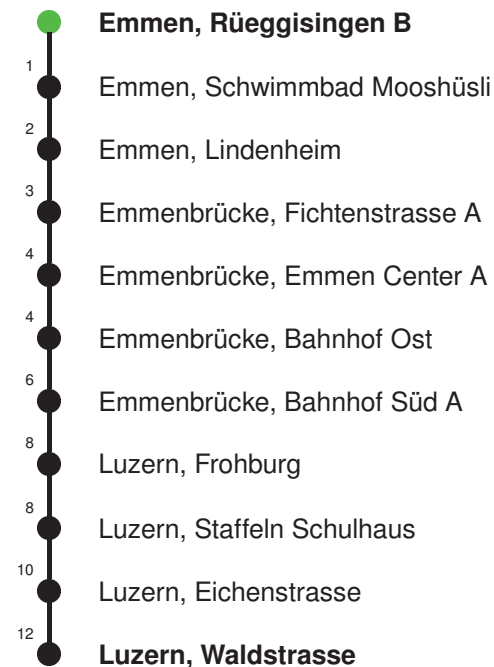 Emmen, Rüeggisingen B
1
Emmen, Schwimmbad Mooshüsli
2
Emmen, Lindenheim
3
Emmenbrücke, Fichtenstrasse A
4
Emmenbrücke, Emmen Center A
4
Emmenbrücke, Bahnhof Ost
6
Emmenbrücke, Bahnhof Süd A
8
Luzern, Frohburg
8
Luzern, Staffeln Schulhaus
10
Luzern, Eichenstrasse
12
Luzern, Waldstrasse